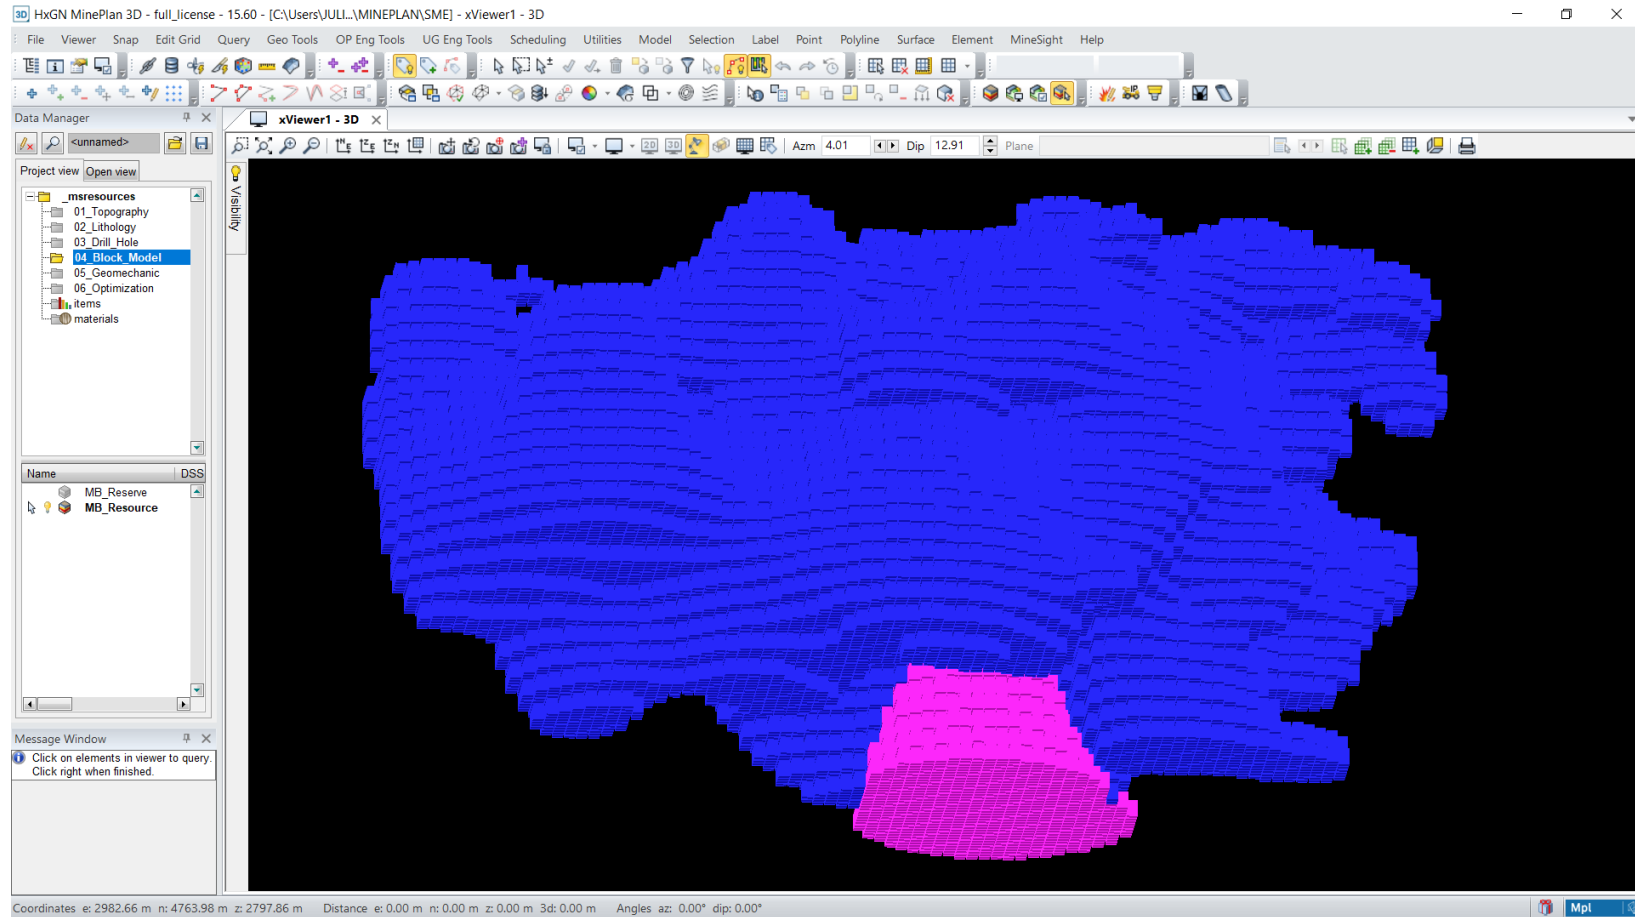 HxGN MinePlan 3D - full_license - 15.60 - [C:\Users\JULI...\MINEPLAN\SME] - xViewer1 - 3D
File Viewer Snap Edit Grid Query Geo Tools OP Eng Tools UG Eng Tools Scheduling Utilities Model Selection Label Point Polyline Surface Element MineSight Help
Data Manager
xViewer1 - 3D
<unnamed>
Azm 4.01 Dip 12.91 Plane
Project view Open view
Visibility
_msresources
01_Topography
02_Lithology
03_Drill_Hole
04_Block_Model
05_Geomechanic
06_Optimization
items
materials
Name DSS
MB_Reserve
MB_Resource
Message Window
Click on elements in viewer to query.
Click right when finished.
Coordinates e: 2982.66 m n: 4763.98 m z: 2797.86 m Distance e: 0.00 m n: 0.00 m z: 0.00 m 3d: 0.00 m Angles az: 0.00° dip: 0.00°
Mpl